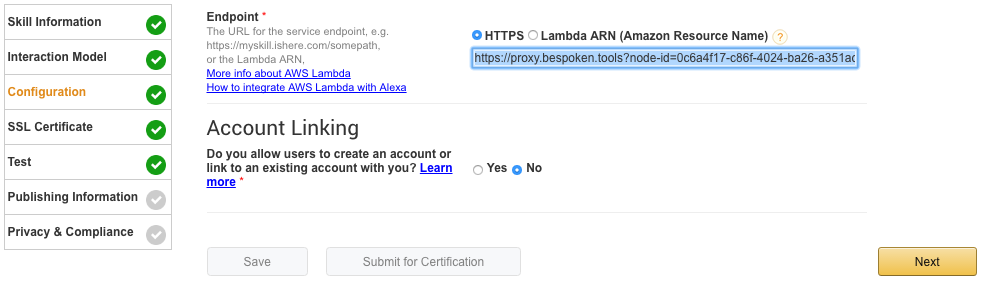 Skill Information
Interaction Model
Configuration
SSL Certificate
Test
Publishing Information
Privacy & Compliance
Endpoint *
The URL for the service endpoint, e.g.
https://myskill.ishere.com/somepath,
or the Lambda ARN,
More info about AWS Lambda
How to integrate AWS Lambda with Alexa
HTTPS Lambda ARN (Amazon Resource Name) ?
https://proxy.bespoken.tools?node-id=0c6a4f17-c86f-4024-ba26-a351ac
Account Linking
Do you allow users to create an account or
link to an existing account with you? Learn
more *
Yes No
Save Submit for Certification Next